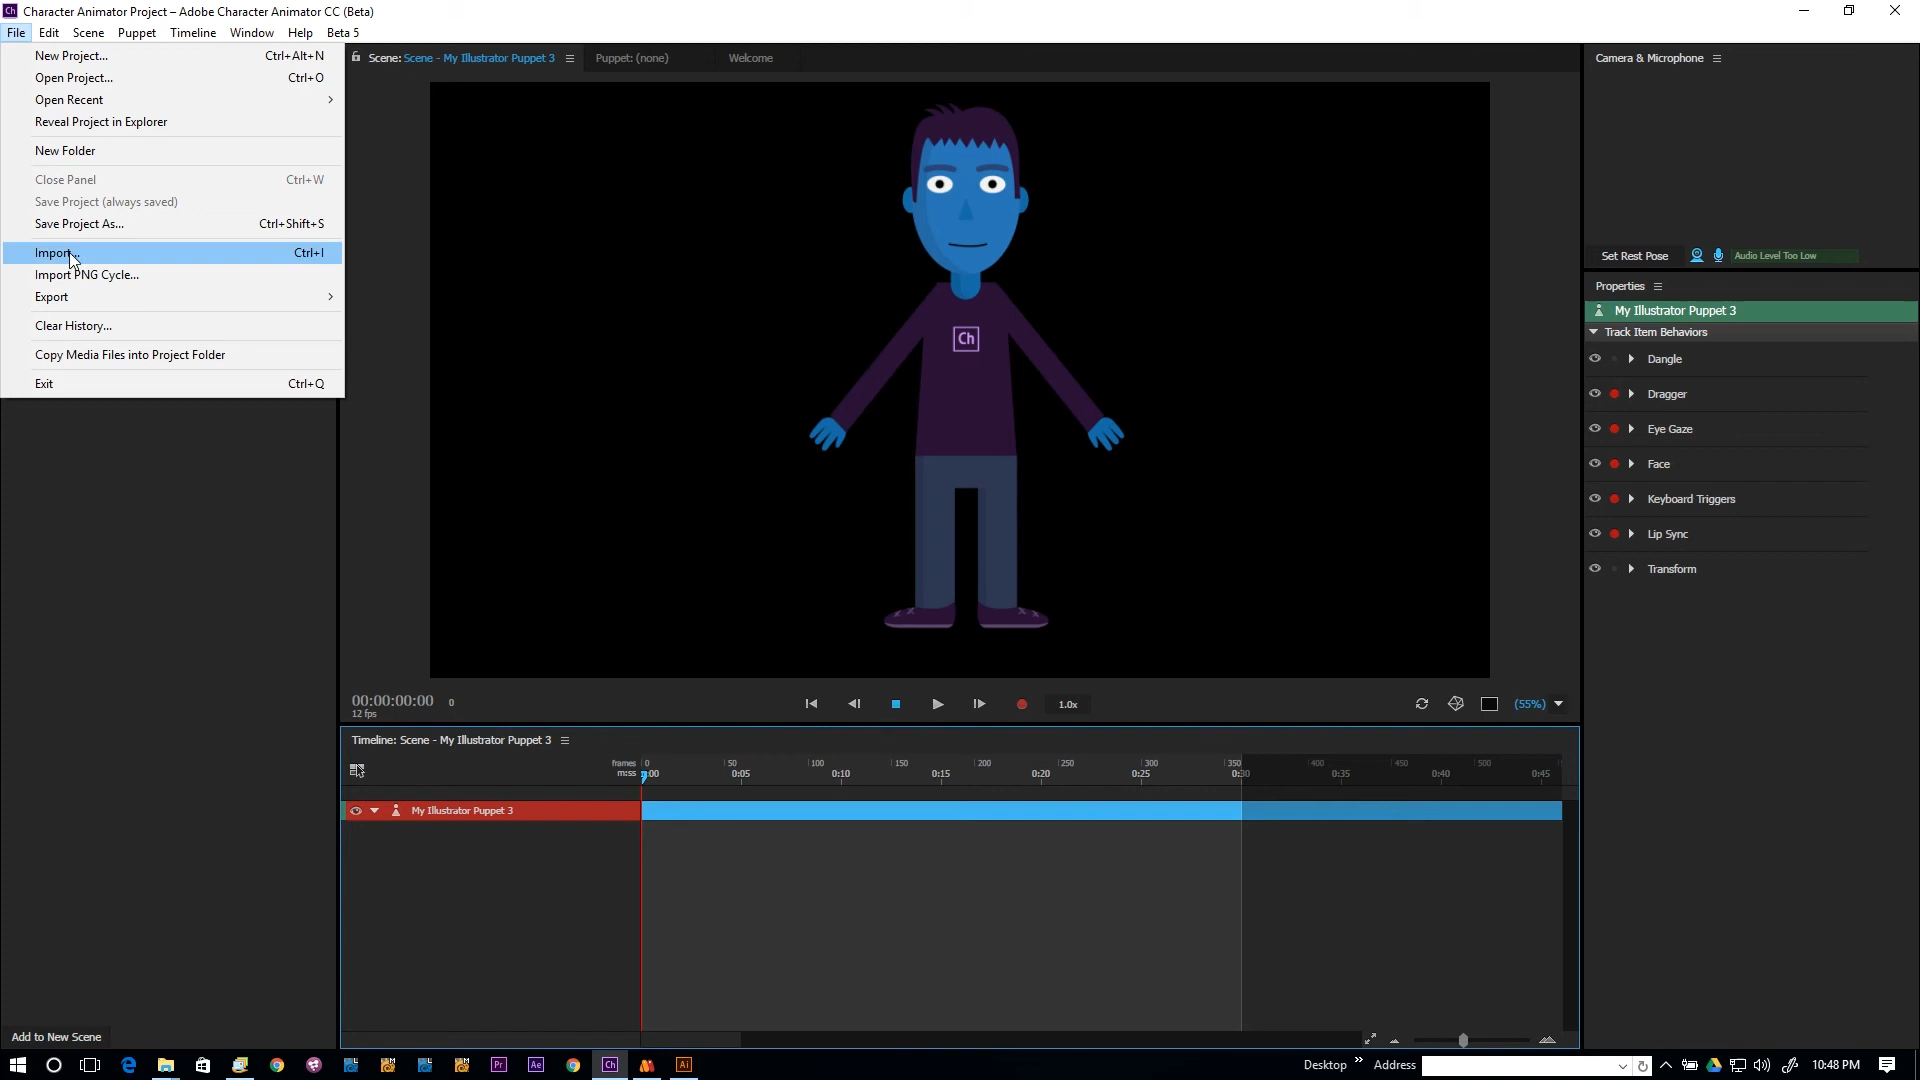 Ch Character Animator Project – Adobe Character Animator CC (Beta)
File Edit Scene Puppet Timeline Window Help Beta 5
New Project... Ctrl+Alt+N
Open Project... Ctrl+O
Open Recent
Reveal Project in Explorer
New Folder
Close Panel Ctrl+W
Save Project (always saved)
Save Project As... Ctrl+Shift+S
Import... Ctrl+I
Import PNG Cycle...
Export
Clear History...
Copy Media Files into Project Folder
Exit Ctrl+Q
Add to New Scene
Scene: Scene - My Illustrator Puppet 3 Puppet: (none) Welcome
Ch
00:00:00:00 0
12 fps
1.0x
(55%)
Timeline: Scene - My Illustrator Puppet 3
frames 0 50 100 150 200 250 300 350 400 450 500
m:ss 0:00 0:05 0:10 0:15 0:20 0:25 0:30 0:35 0:40 0:45
My Illustrator Puppet 3
Camera & Microphone
Set Rest Pose Audio Level Too Low
Properties
My Illustrator Puppet 3
Track Item Behaviors
Dangle
Dragger
Eye Gaze
Face
Keyboard Triggers
Lip Sync
Transform
Pr Ae Ch Ai
Desktop Address 10:48 PM